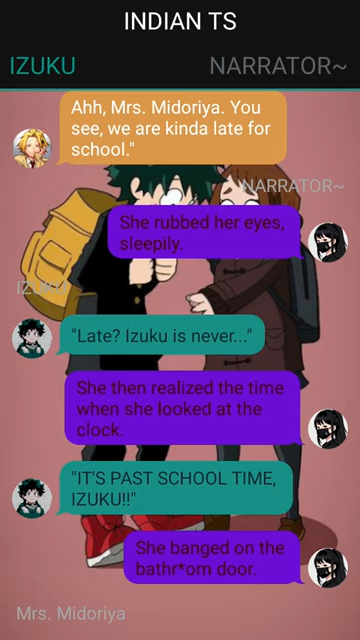 INDIAN TS
IZUKU NARRATOR~
Ahh, Mrs. Midoriya. You
see, we are kinda late for
school."
NARRATOR~
She rubbed her eyes,
sleepily.
IZUKU
"Late? Izuku is never..."
She then realized the time
when she looked at the
clock.
"IT'S PAST SCHOOL TIME,
IZUKU!!"
She banged on the
bathr*om door.
Mrs. Midoriya